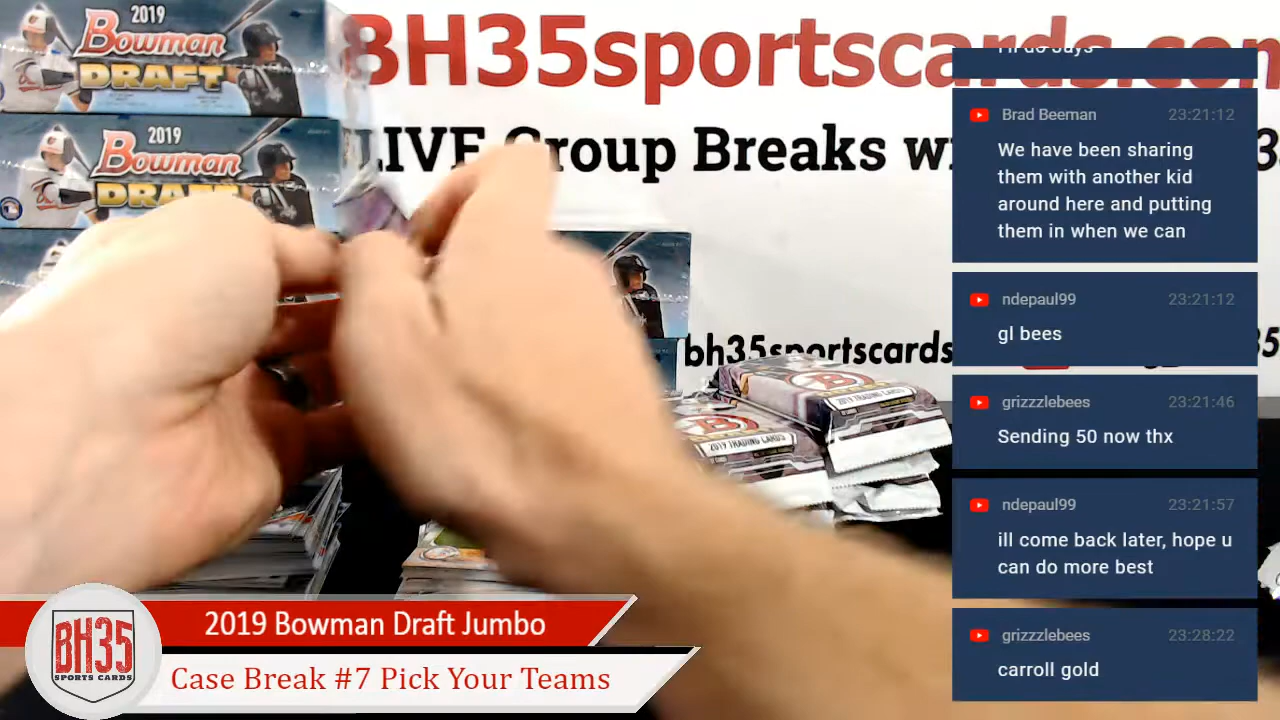 2019
Bowman
DRAFT
BH35sportscards.com
2019
Bowman
DRAFT
LIVE Group Breaks
bh35sportscards
2019 TRADING CARDS
2019 TRADING CARDS
Brad Beeman 23:21:12
We have been sharing
them with another kid
around here and putting
them in when we can
ndepaul99 23:21:12
gl bees
grizzzlebees 23:21:46
Sending 50 now thx
ndepaul99 23:21:57
ill come back later, hope u
can do more best
grizzzlebees 23:28:22
carroll gold
BH35
SPORTS CARDS
2019 Bowman Draft Jumbo
Case Break #7 Pick Your Teams